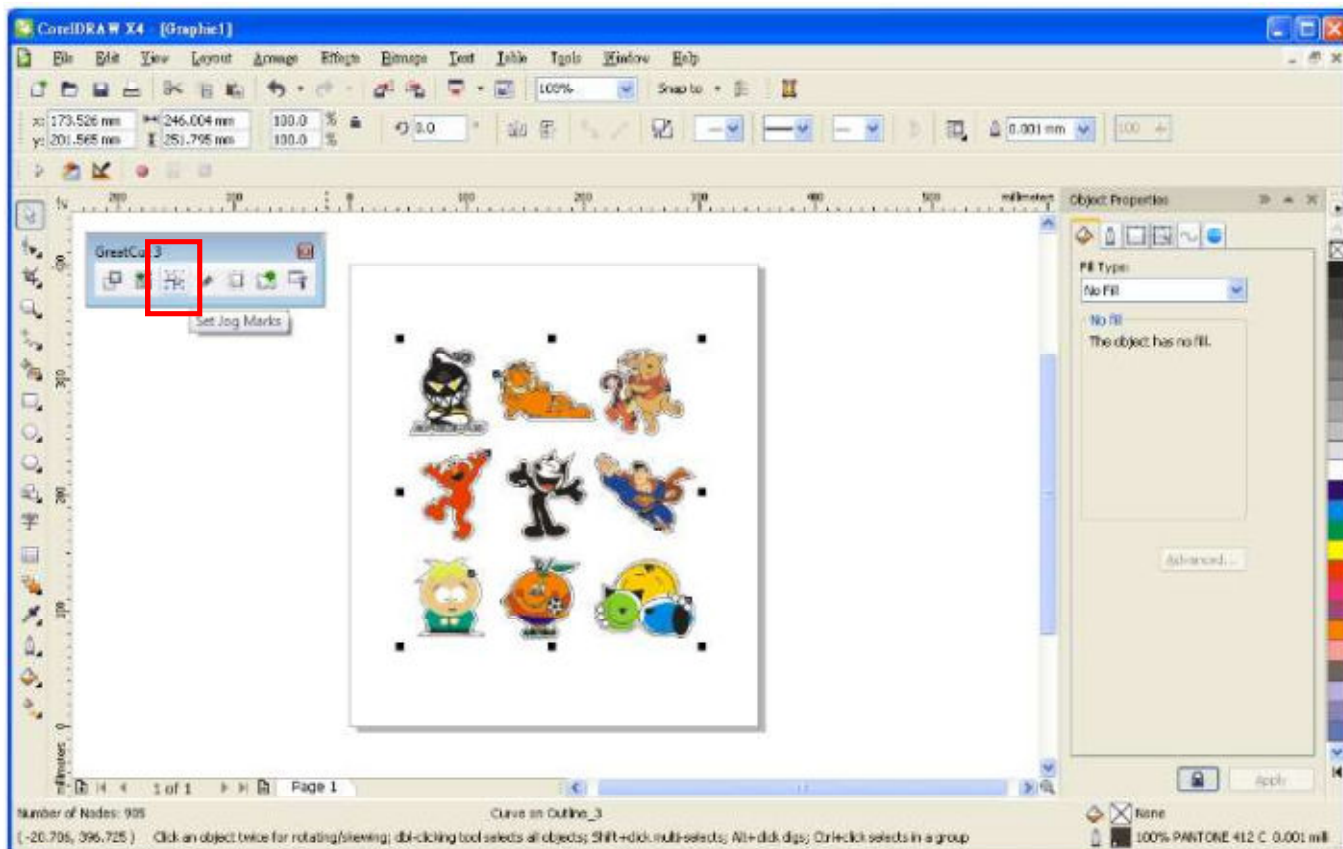 CorelDRAW X4 - [Graphic1]
File Edit View Layout Arrange Effects Bitmaps Text Table Tools Window Help
100% Snap to
x: 173.526 mm 246.004 mm 100.0 % 0.0 ° 0.001 mm 100
y: 201.565 mm 251.795 mm 100.0 %
millimeters
Object Properties
GreatCut 3
Set Jog Marks
Fill Type:
No Fill
No fill
The object has no fill.
Advanced...
字
millimeters
1 of 1 Page 1
Apply
Number of Nodes: 905 Curve on Outline_3 None
( -20.706, 396.725 ) Click an object twice for rotating/skewing; dbl-clicking tool selects all objects; Shift+click multi-selects; Alt+click digs; Ctrl+click selects in a group 100% PANTONE 412 C 0.001 mill